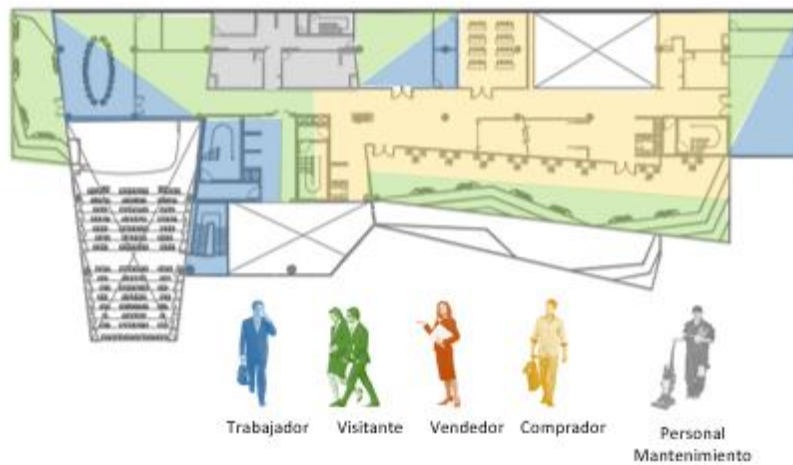 Trabajador
Visitante
Vendedor
Comprador
Personal
Mantenimiento